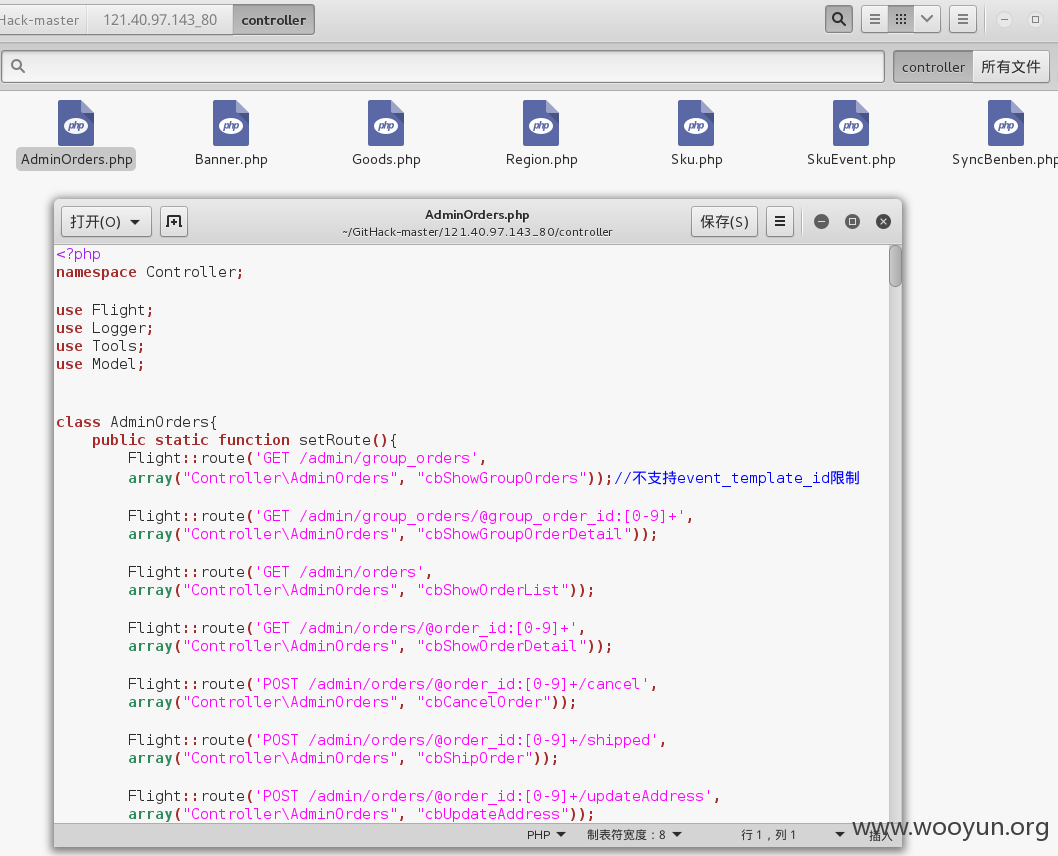 Hack-master 121.40.97.143_80 controller
controller 所有文件
AdminOrders.php Banner.php Goods.php Region.php Sku.php SkuEvent.php SyncBenben.php
打开(O) AdminOrders.php 保存(S)
~/GitHack-master/121.40.97.143_80/controller
<?php
namespace Controller;
use Flight;
use Logger;
use Tools;
use Model;
class AdminOrders{
public static function setRoute(){
Flight::route('GET /admin/group_orders',
array("Controller\AdminOrders", "cbShowGroupOrders"));//不支持event_template_id限制
Flight::route('GET /admin/group_orders/@group_order_id:[0-9]+',
array("Controller\AdminOrders", "cbShowGroupOrderDetail"));
Flight::route('GET /admin/orders',
array("Controller\AdminOrders", "cbShowOrderList"));
Flight::route('GET /admin/orders/@order_id:[0-9]+',
array("Controller\AdminOrders", "cbShowOrderDetail"));
Flight::route('POST /admin/orders/@order_id:[0-9]+/cancel',
array("Controller\AdminOrders", "cbCancelOrder"));
Flight::route('POST /admin/orders/@order_id:[0-9]+/shipped',
array("Controller\AdminOrders", "cbShipOrder"));
Flight::route('POST /admin/orders/@order_id:[0-9]+/updateAddress',
array("Controller\AdminOrders", "cbUpdateAddress"));
PHP 制表符宽度：8 行 1，列 1 插入
www.wooyun.org